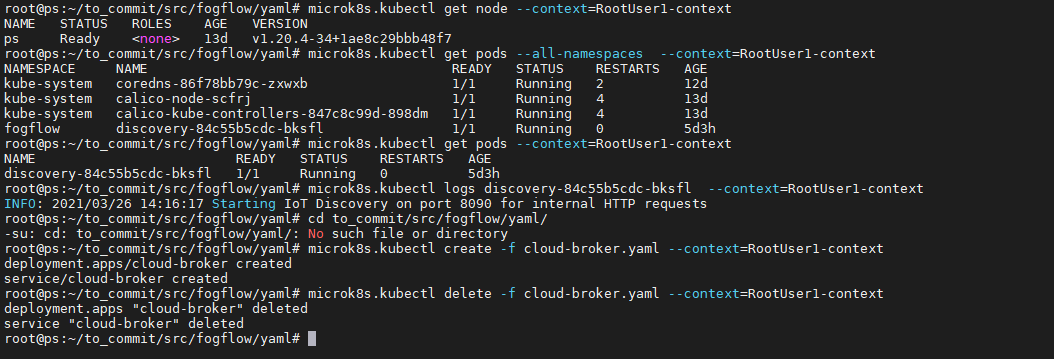 root@ps:~/to_commit/src/fogflow/yaml# microk8s.kubectl get node --context=RootUser1-context
NAME   STATUS   ROLES    AGE   VERSION
ps     Ready    <none>   13d   v1.20.4-34+1ae8c29bbb48f7
root@ps:~/to_commit/src/fogflow/yaml# microk8s.kubectl get pods --all-namespaces  --context=RootUser1-context
NAMESPACE     NAME                                      READY   STATUS    RESTARTS   AGE
kube-system   coredns-86f78bb79c-zxwxb                  1/1     Running   2          12d
kube-system   calico-node-scfrj                         1/1     Running   4          13d
kube-system   calico-kube-controllers-847c8c99d-898dm   1/1     Running   4          13d
fogflow       discovery-84c55b5cdc-bksfl                1/1     Running   0          5d3h
root@ps:~/to_commit/src/fogflow/yaml# microk8s.kubectl get pods --context=RootUser1-context
NAME                         READY   STATUS    RESTARTS   AGE
discovery-84c55b5cdc-bksfl   1/1     Running   0          5d3h
root@ps:~/to_commit/src/fogflow/yaml# microk8s.kubectl logs discovery-84c55b5cdc-bksfl  --context=RootUser1-context
INFO: 2021/03/26 14:16:17 Starting IoT Discovery on port 8090 for internal HTTP requests
root@ps:~/to_commit/src/fogflow/yaml# cd to_commit/src/fogflow/yaml/
-su: cd: to_commit/src/fogflow/yaml/: No such file or directory
root@ps:~/to_commit/src/fogflow/yaml# microk8s.kubectl create -f cloud-broker.yaml --context=RootUser1-context
deployment.apps/cloud-broker created
service/cloud-broker created
root@ps:~/to_commit/src/fogflow/yaml# microk8s.kubectl delete -f cloud-broker.yaml --context=RootUser1-context
deployment.apps "cloud-broker" deleted
service "cloud-broker" deleted
root@ps:~/to_commit/src/fogflow/yaml#